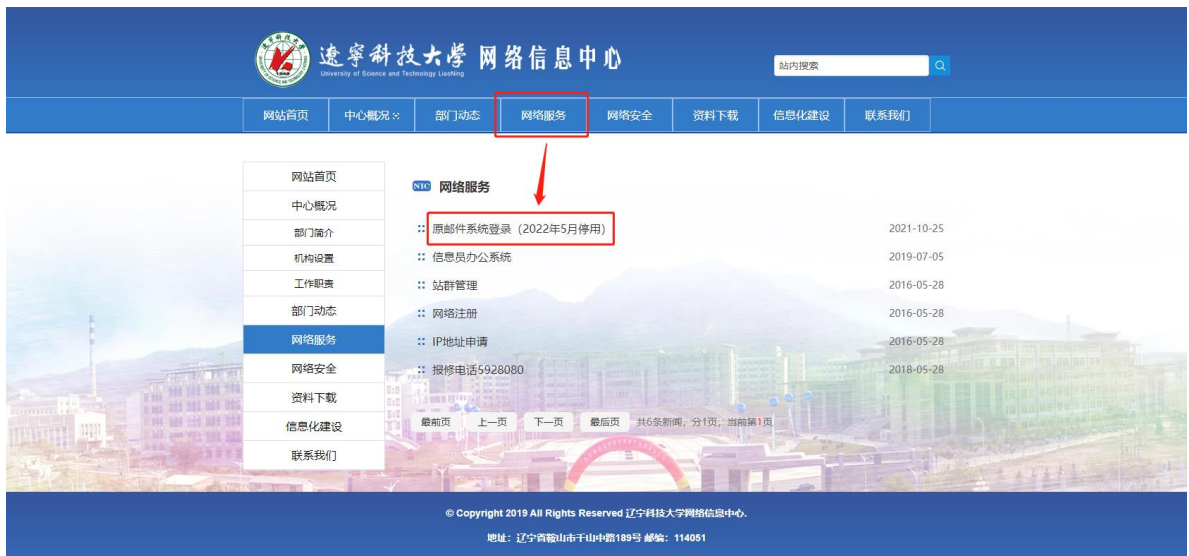 遼寧科技大學 网络信息中心
University of Science and Technology LiaoNing
站内搜索
网站首页 中心概况 部门动态 网络服务 网络安全 资料下载 信息化建设 联系我们
网站首页
中心概况
部门简介
机构设置
工作职责
部门动态
网络服务
网络安全
资料下载
信息化建设
联系我们
NIC 网络服务
原邮件系统登录（2022年5月停用） 2021-10-25
信息员办公系统 2019-07-05
站群管理 2016-05-28
网络注册 2016-05-28
IP地址申请 2016-05-28
报修电话5928080 2018-05-28
最前页 上一页 下一页 最后页 共6条新闻，分1页，当前第1页
© Copyright 2019 All Rights Reserved 辽宁科技大学网络信息中心.
地址：辽宁省鞍山市千山中路189号 邮编：114051